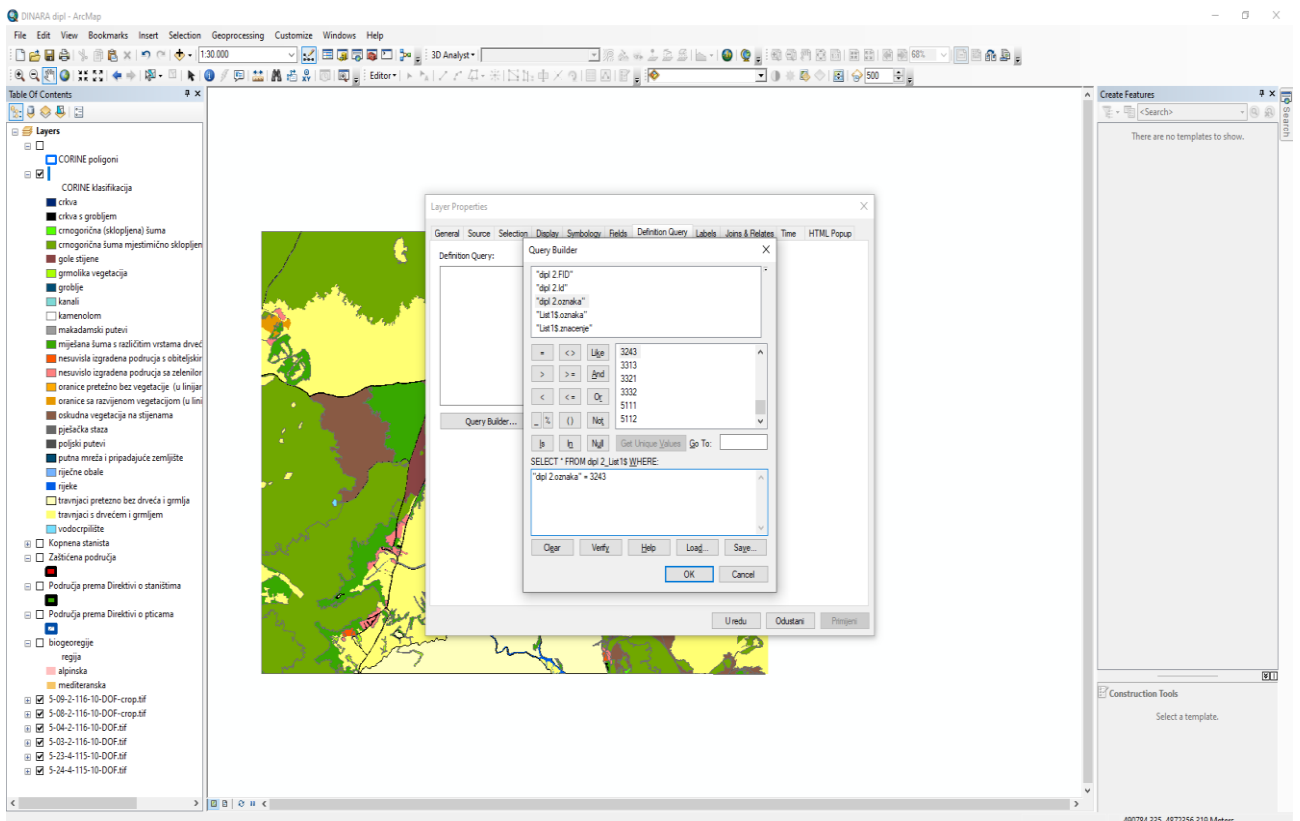 DINARA dipl - ArcMap
File Edit View Bookmarks Insert Selection Geoprocessing Customize Windows Help
1:30.000
3D Analyst
68%
Editor
500
Table Of Contents
Layers
CORINE poligoni
CORINE klasifikacija
crkva
crkva s grobljem
crnogorična (sklopljena) šuma
crnogorična šuma mjestimično sklopljen
gole stijene
grmolika vegetacija
groblje
kanali
kamenolom
makadamski putevi
miješana šuma s različitim vrstama drveć
nesuvisla izgrađena podrucja s obiteljskir
nesuvislo izgrađena podrucja sa zelenilor
oranice pretežno bez vegetacije (u linijar
oranice sa razvijenom vegetacijom (u lini
oskudna vegetacija na stijenama
pješačka staza
poljski putevi
putna mreža i pripadajuće zemljište
riječne obale
rijeke
travnjaci pretezno bez drveća i grmlja
travnjaci s drvećem i grmljem
vodocrpilište
Kopnena stanista
Zaštićena područja
Područja prema Direktivi o staništima
Područja prema Direktivi o pticama
biogeoregije
regija
alpinska
mediteranska
5-09-2-116-10-DOF-crop.tif
5-08-2-116-10-DOF-crop.tif
5-04-2-116-10-DOF.tif
5-03-2-116-10-DOF.tif
5-23-4-115-10-DOF.tif
5-24-4-115-10-DOF.tif
Layer Properties
General Source Selection Display Symbology Fields Definition Query Labels Joins & Relates Time HTML Popup
Definition Query:
Query Builder...
Query Builder
"dipl 2.FID"
"dipl 2.Id"
"dipl 2.oznaka"
"List1$.oznaka"
"List1$.znacenje"
= < > Like
> > = And
< < = Or
_ % () Not
Is In Null
3243
3313
3321
3332
5111
5112
Get Unique Values Go To:
SELECT * FROM dipl 2_List1$ WHERE:
"dipl 2.oznaka" = 3243
Clear Verify Help Load... Save...
OK Cancel
U redu Odustani Primijeni
Create Features
<Search>
There are no templates to show.
Search
Construction Tools
Select a template.
490784,335 4872356,319 Meters